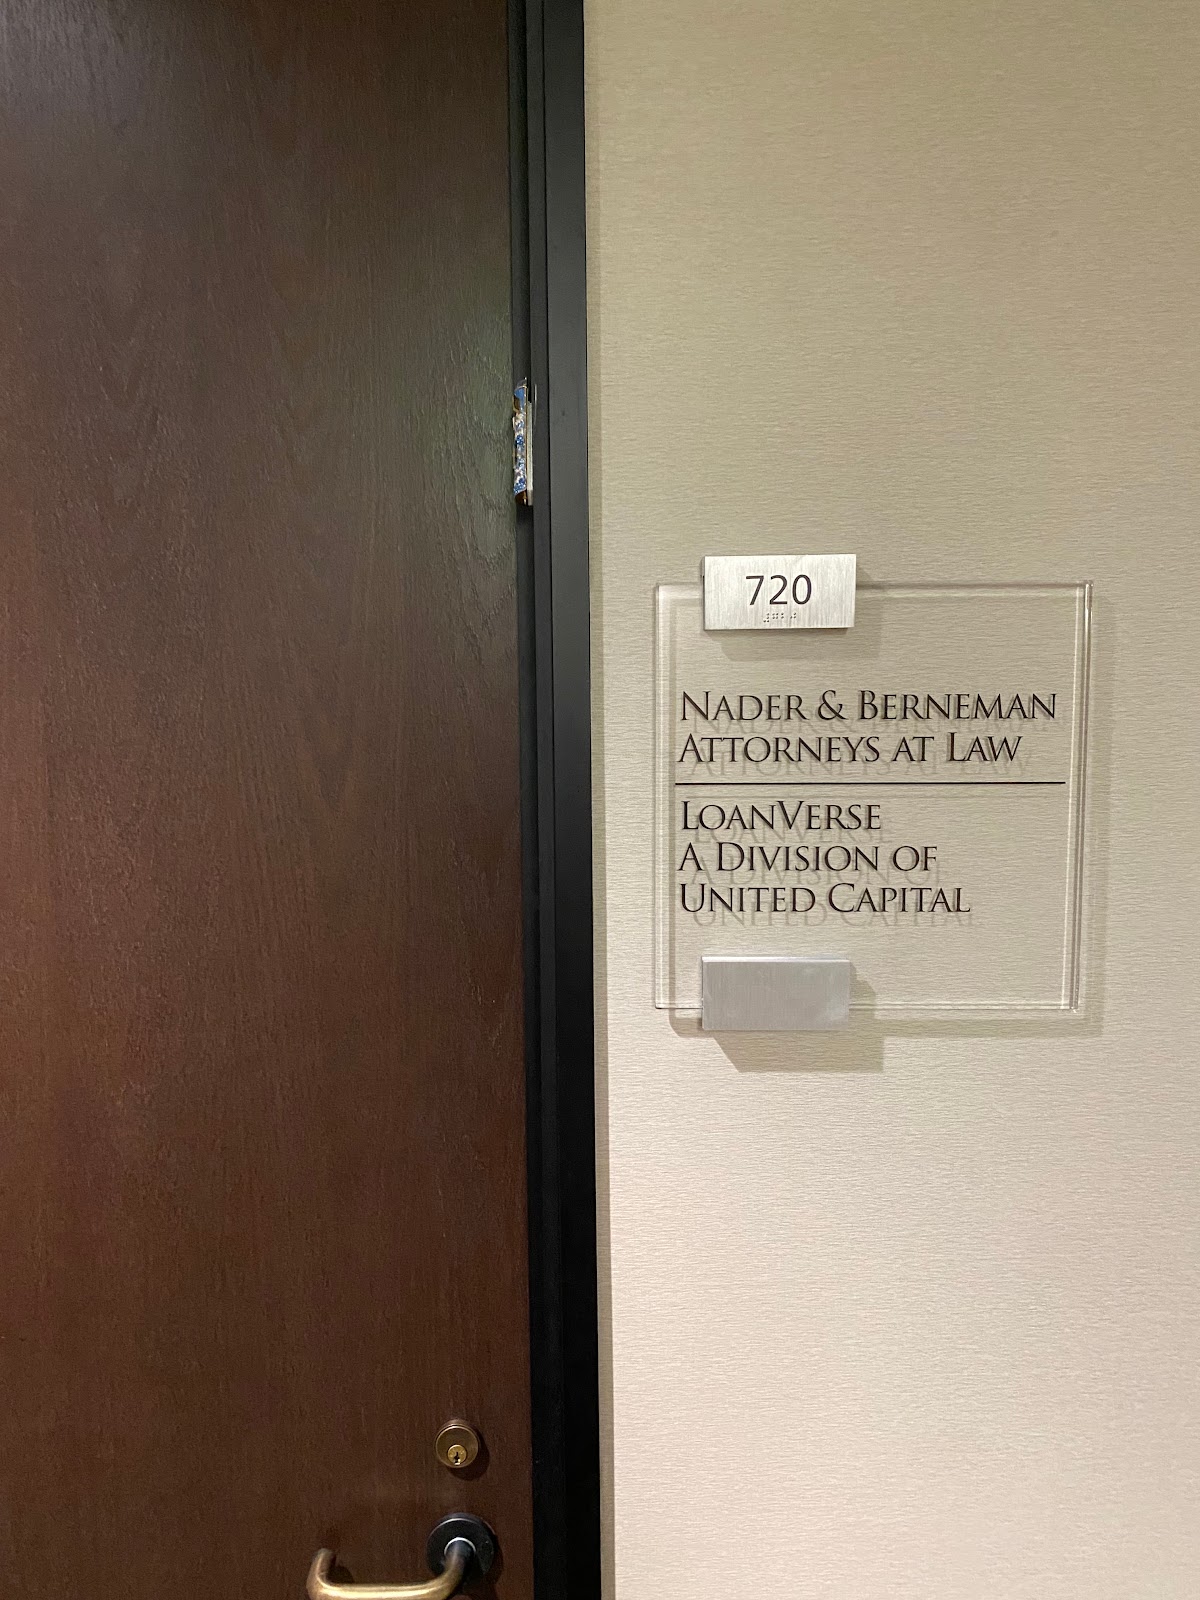 720
NADER & BERNEMAN
ATTORNEYS AT LAW
LOANVERSE
A DIVISION OF
UNITED CAPITAL